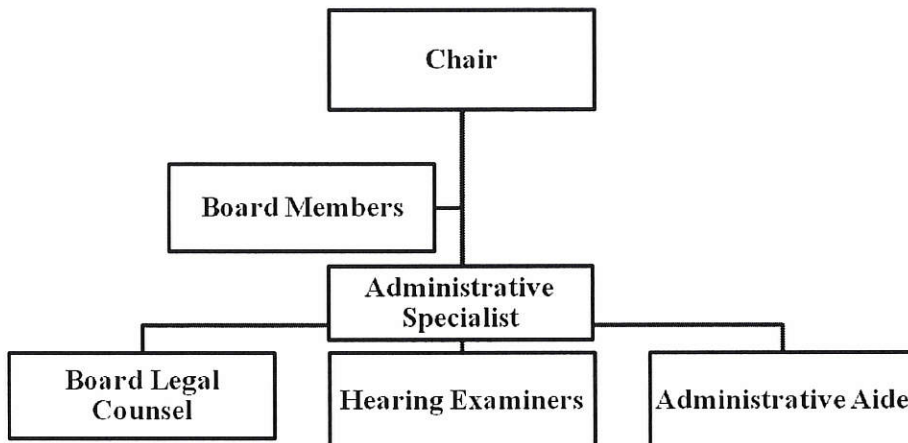 Chair
Board Members
Administrative
Specialist
Board Legal
Counsel
Hearing Examiners
Administrative Aide